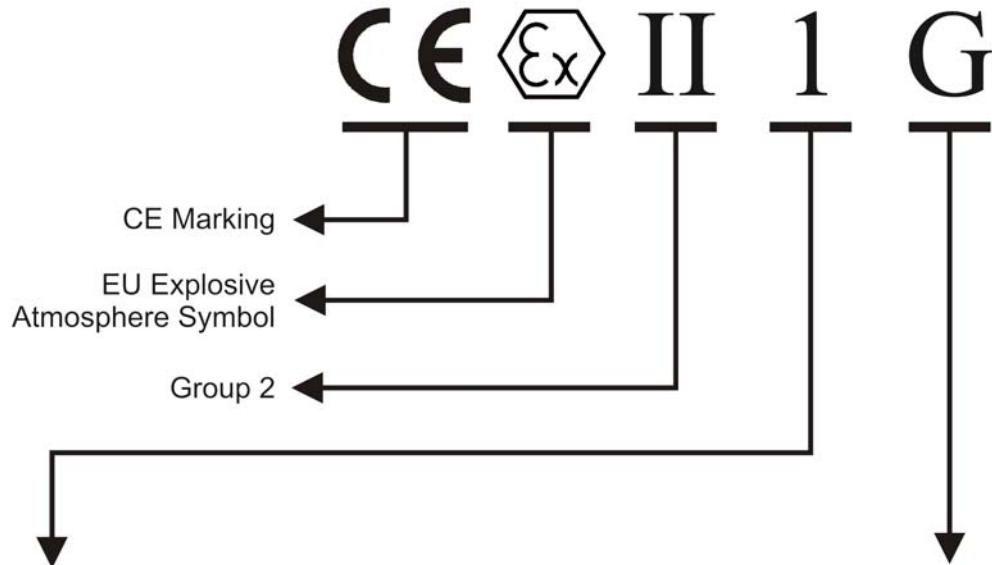 CE Ex II 1 G
CE Marking
EU Explosive
Atmosphere Symbol
Group 2